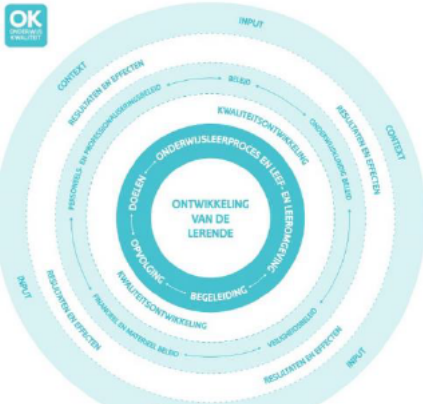 OK
ONDERWIJS
KWALITEIT
INPUT
CONTEXT
RESULTATEN EN EFFECTEN
BELEID
PERSONEELS- EN PROFESSIONALISERINGSBELEID
ONDERWIJSKUNDIG BELEID
RESULTATEN EN EFFECTEN
CONTEXT
KWALITEITSONTWIKKELING
DOELEN
ONDERWIJSLEERPROCES EN LEEF- EN LEEROMGEVING
ONTWIKKELING
VAN DE
LERENDE
OPVOLGING
BEGELEIDING
KWALITEITSONTWIKKELING
INPUT
RESULTATEN EN EFFECTEN
FINANCIEEL EN MATERIEEL BELEID
VEILIGHEIDSBELEID
RESULTATEN EN EFFECTEN
INPUT